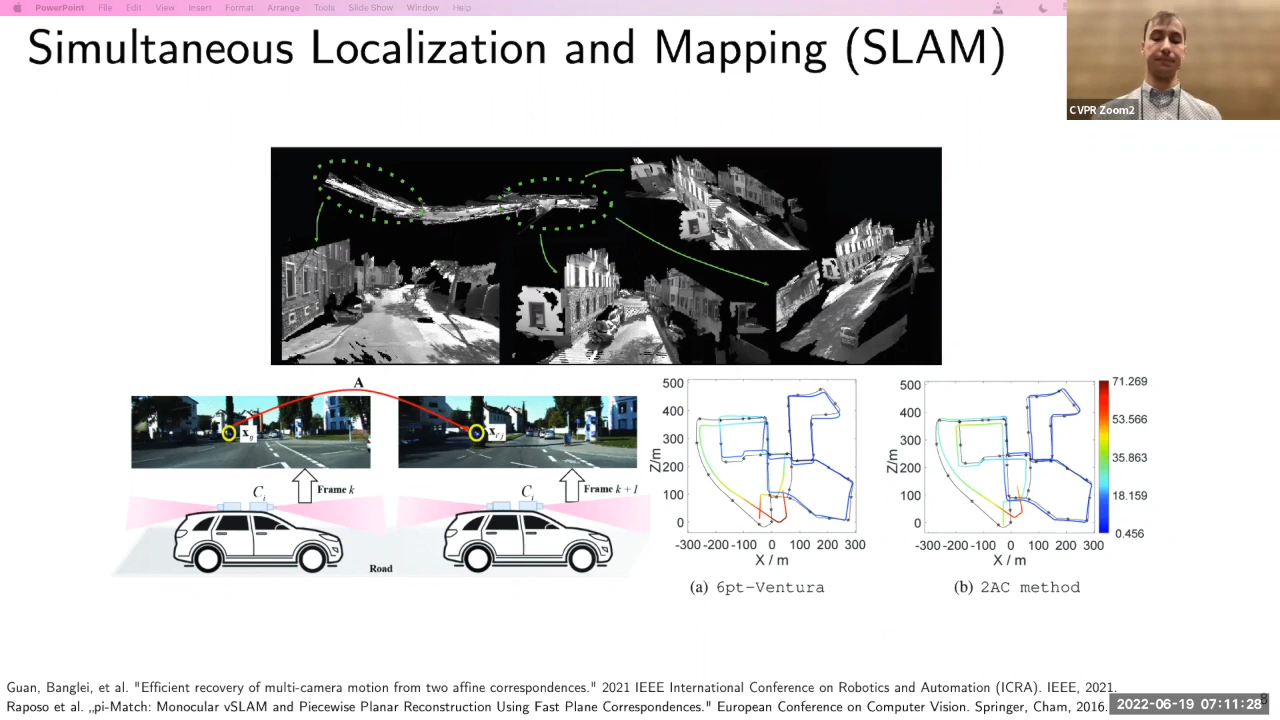 PowerPoint File Edit View Insert Format Arrange Tools Slide Show Window Help
Simultaneous Localization and Mapping (SLAM)
CVPR Zoom2
A
Frame k
Frame k+1
Road
500
400
300
200
100
0
Z/m
-300 -200 -100 0 100 200 300
X / m
(a) 6pt-Ventura
500
400
300
200
100
0
Z/m
-300 -200 -100 0 100 200 300
X / m
(b) 2AC method
71.269
53.566
35.863
18.159
0.456
Guan, Banglei, et al. "Efficient recovery of multi-camera motion from two affine correspondences." 2021 IEEE International Conference on Robotics and Automation (ICRA). IEEE, 2021.
Raposo et al. „pi-Match: Monocular vSLAM and Piecewise Planar Reconstruction Using Fast Plane Correspondences." European Conference on Computer Vision. Springer, Cham, 2016.
8
2022-06-19 07:11:28